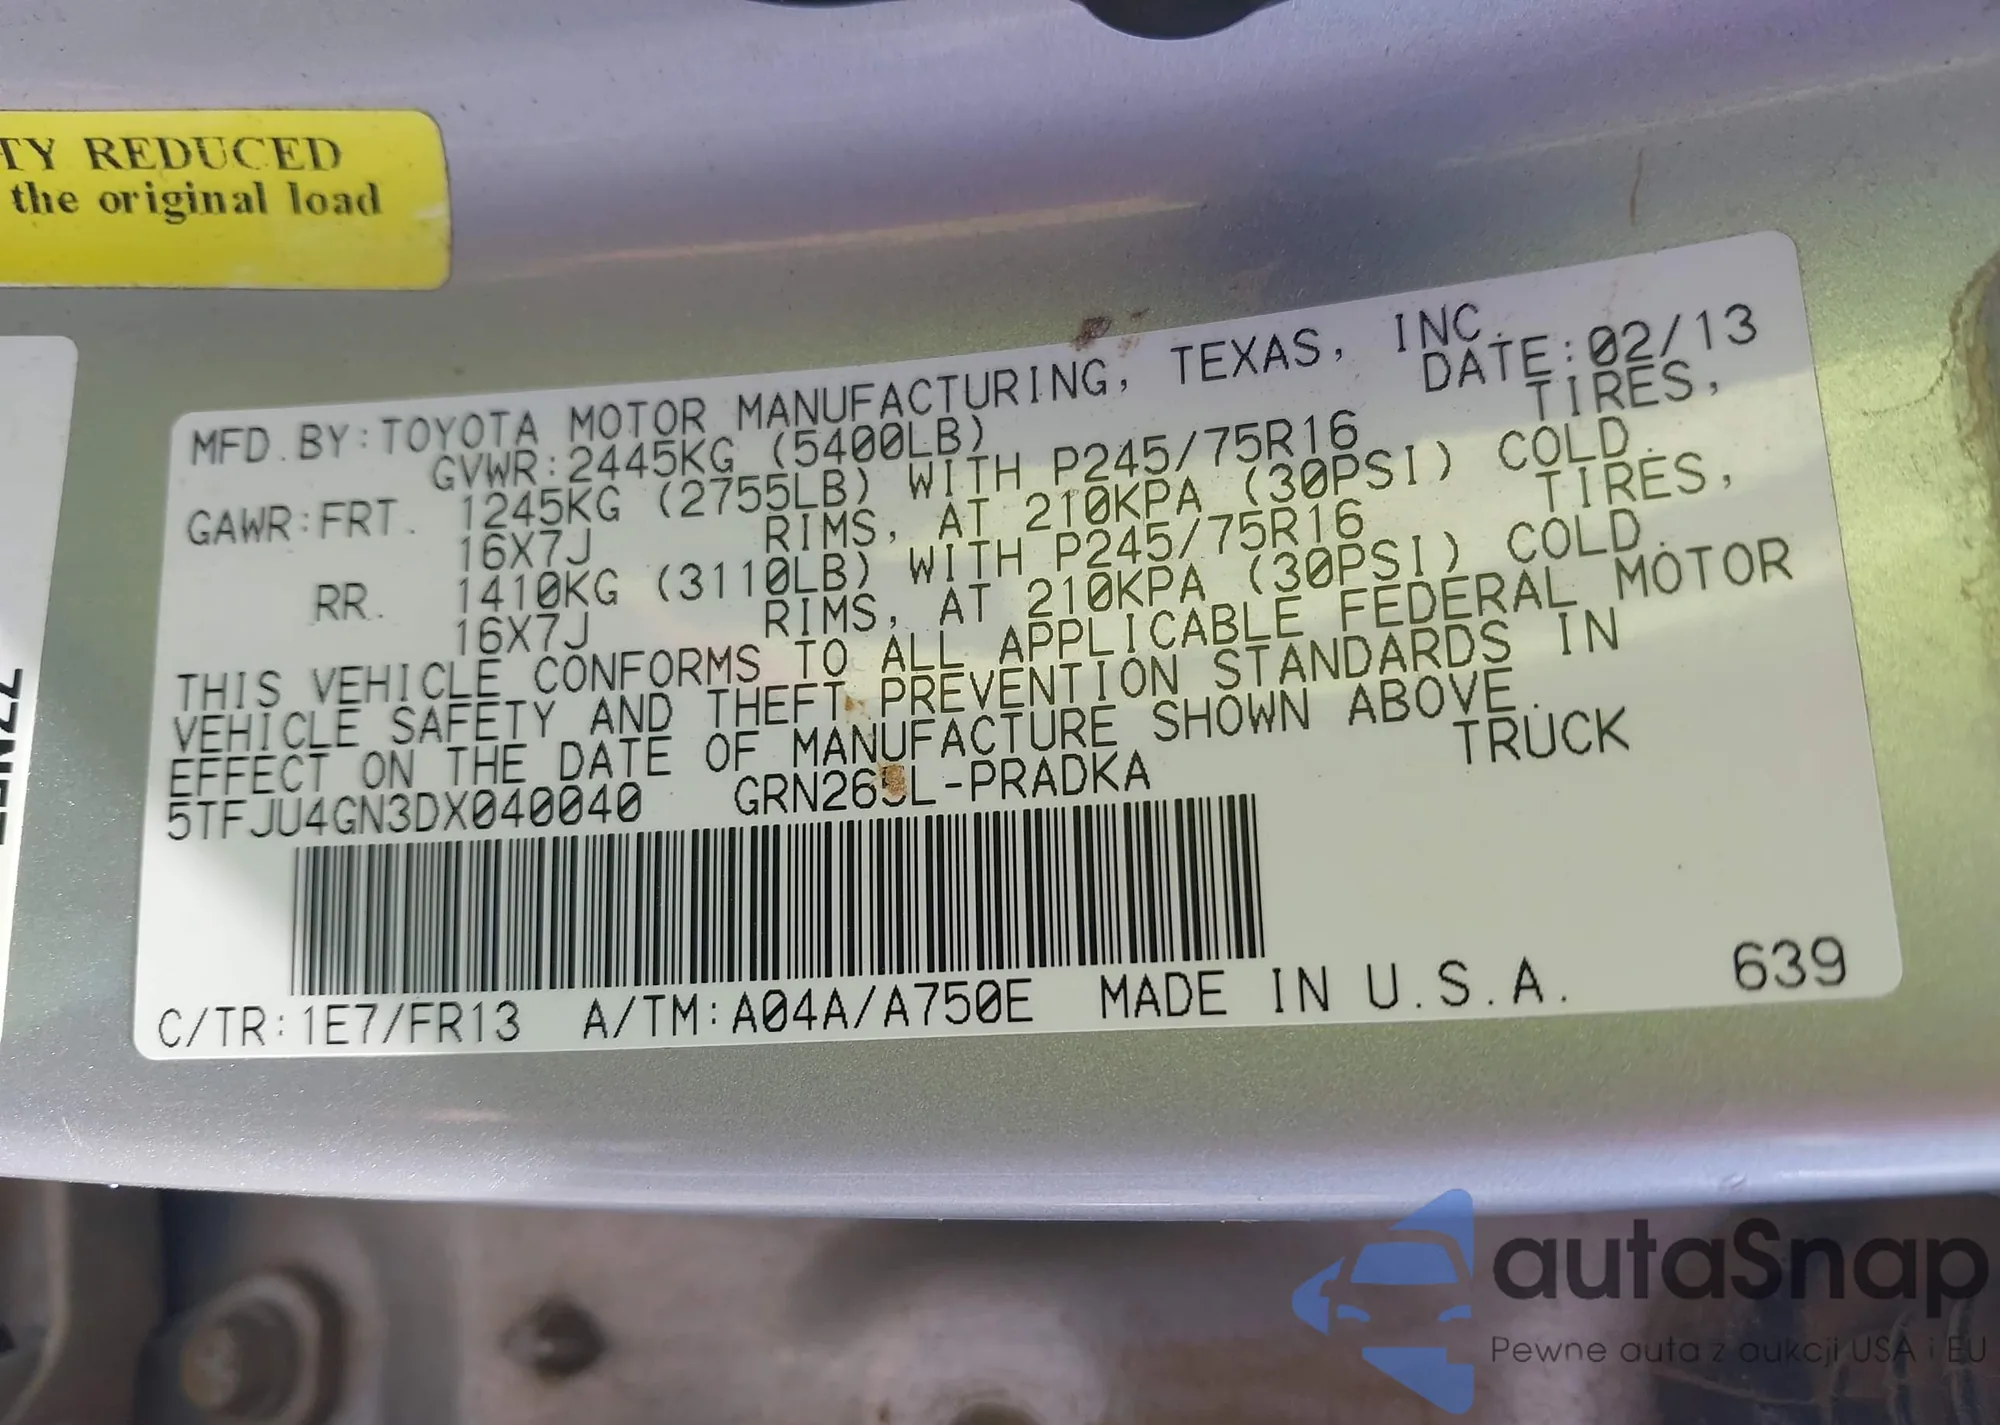 TY REDUCED
the original load
MFD.BY:TOYOTA MOTOR MANUFACTURING, TEXAS, INC.
GVWR:2445KG (5400LB) DATE:02/13
GAWR:FRT. 1245KG (2755LB) WITH P245/75R16 TIRES,
16X7J RIMS, AT 210KPA (30PSI) COLD.
RR. 1410KG (3110LB) WITH P245/75R16 TIRES,
16X7J RIMS, AT 210KPA (30PSI) COLD.
THIS VEHICLE CONFORMS TO ALL APPLICABLE FEDERAL MOTOR
VEHICLE SAFETY AND THEFT PREVENTION STANDARDS IN
EFFECT ON THE DATE OF MANUFACTURE SHOWN ABOVE.
5TFJU4GN3DX040040 GRN265L-PRADKA TRUCK
C/TR:1E7/FR13 A/TM:A04A/A750E MADE IN U.S.A. 639
autaSnap
Pewne auta z aukcji USA i EU